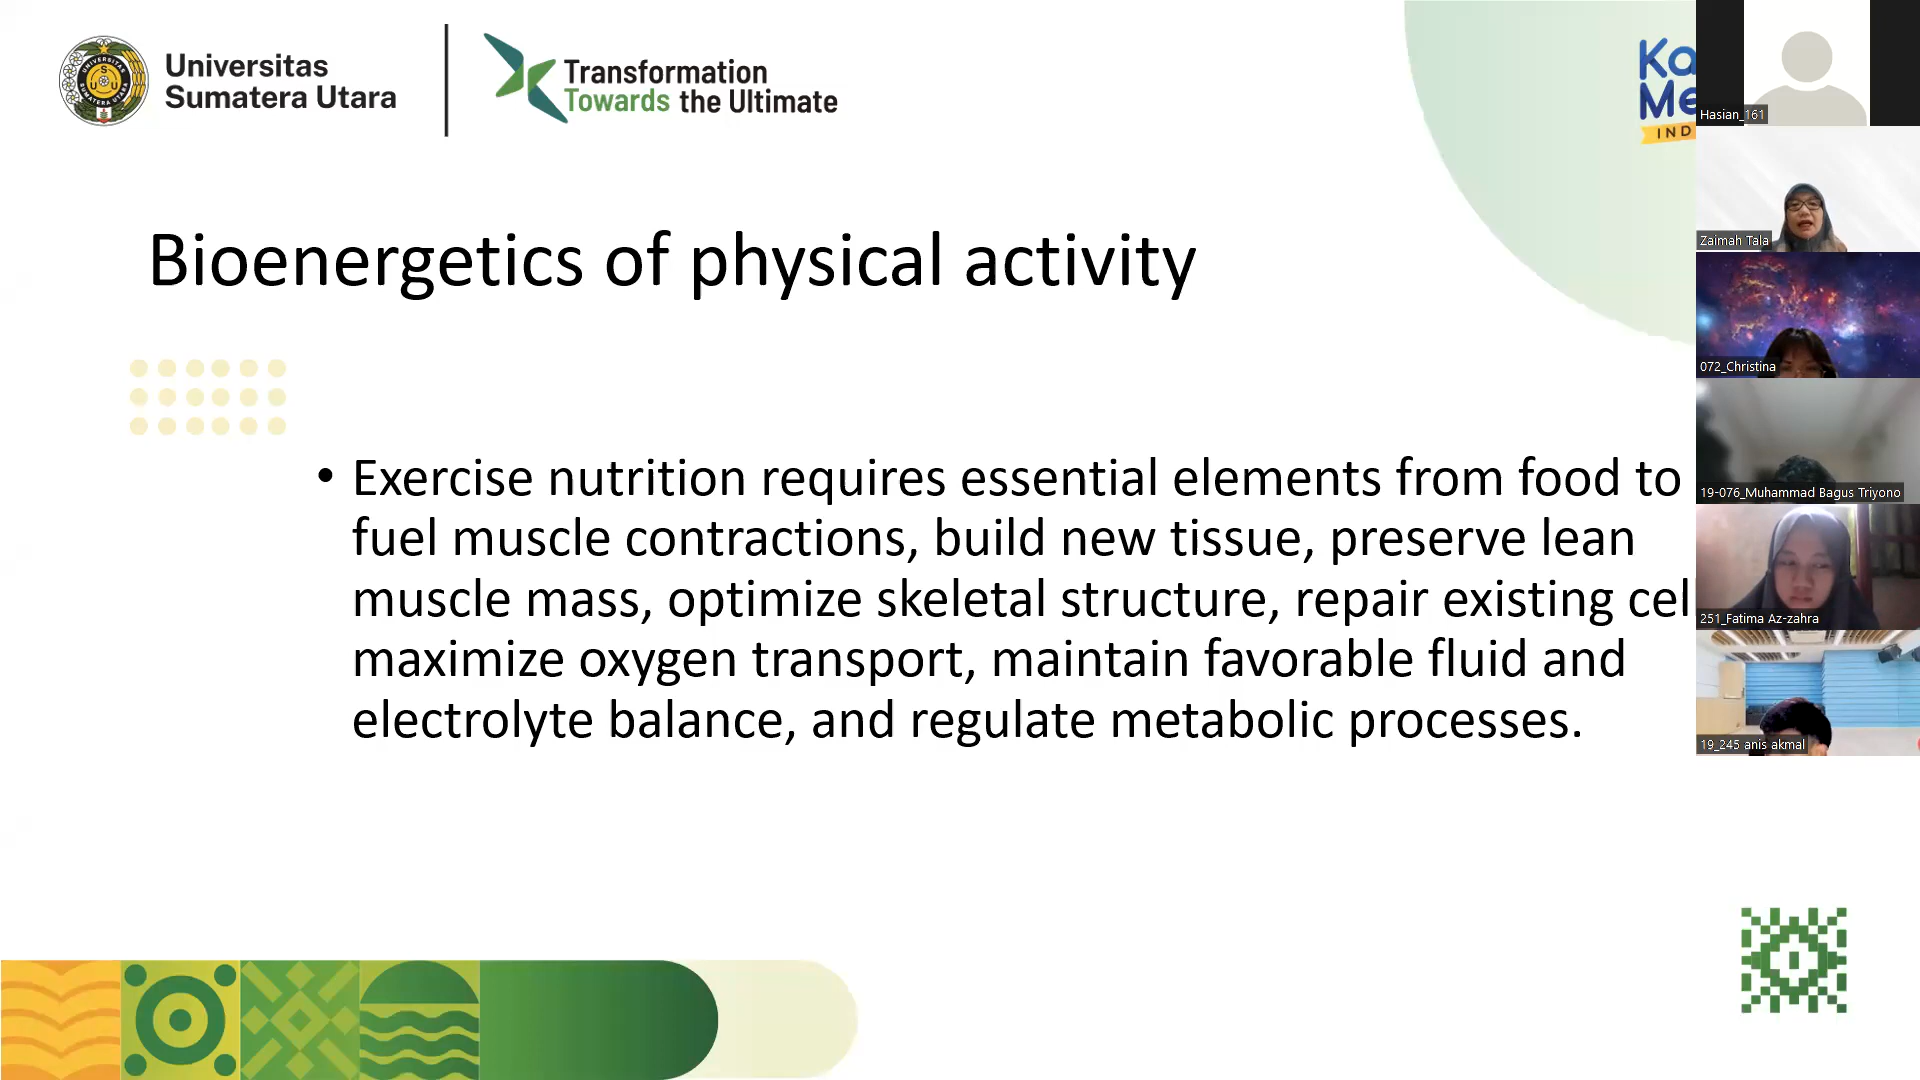 Universitas
Sumatera Utara
Transformation
Towards the Ultimate
Ka
Me
IND
Bioenergetics of physical activity
• Exercise nutrition requires essential elements from food to
fuel muscle contractions, build new tissue, preserve lean
muscle mass, optimize skeletal structure, repair existing cel
maximize oxygen transport, maintain favorable fluid and
electrolyte balance, and regulate metabolic processes.
Hasian_161
Zaimah Tala
072_Christina
19-076_Muhammad Bagus Triyono
251_Fatima Az-zahra
19_245 anis akmal